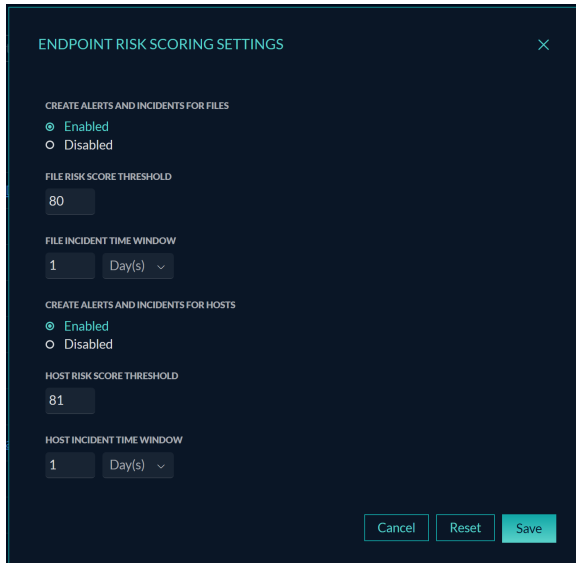 ENDPOINT RISK SCORING SETTINGS
CREATE ALERTS AND INCIDENTS FOR FILES
Enabled
Disabled
FILE RISK SCORE THRESHOLD
80
FILE INCIDENT TIME WINDOW
1 Day(s)
CREATE ALERTS AND INCIDENTS FOR HOSTS
Enabled
Disabled
HOST RISK SCORE THRESHOLD
81
HOST INCIDENT TIME WINDOW
1 Day(s)
Cancel Reset Save